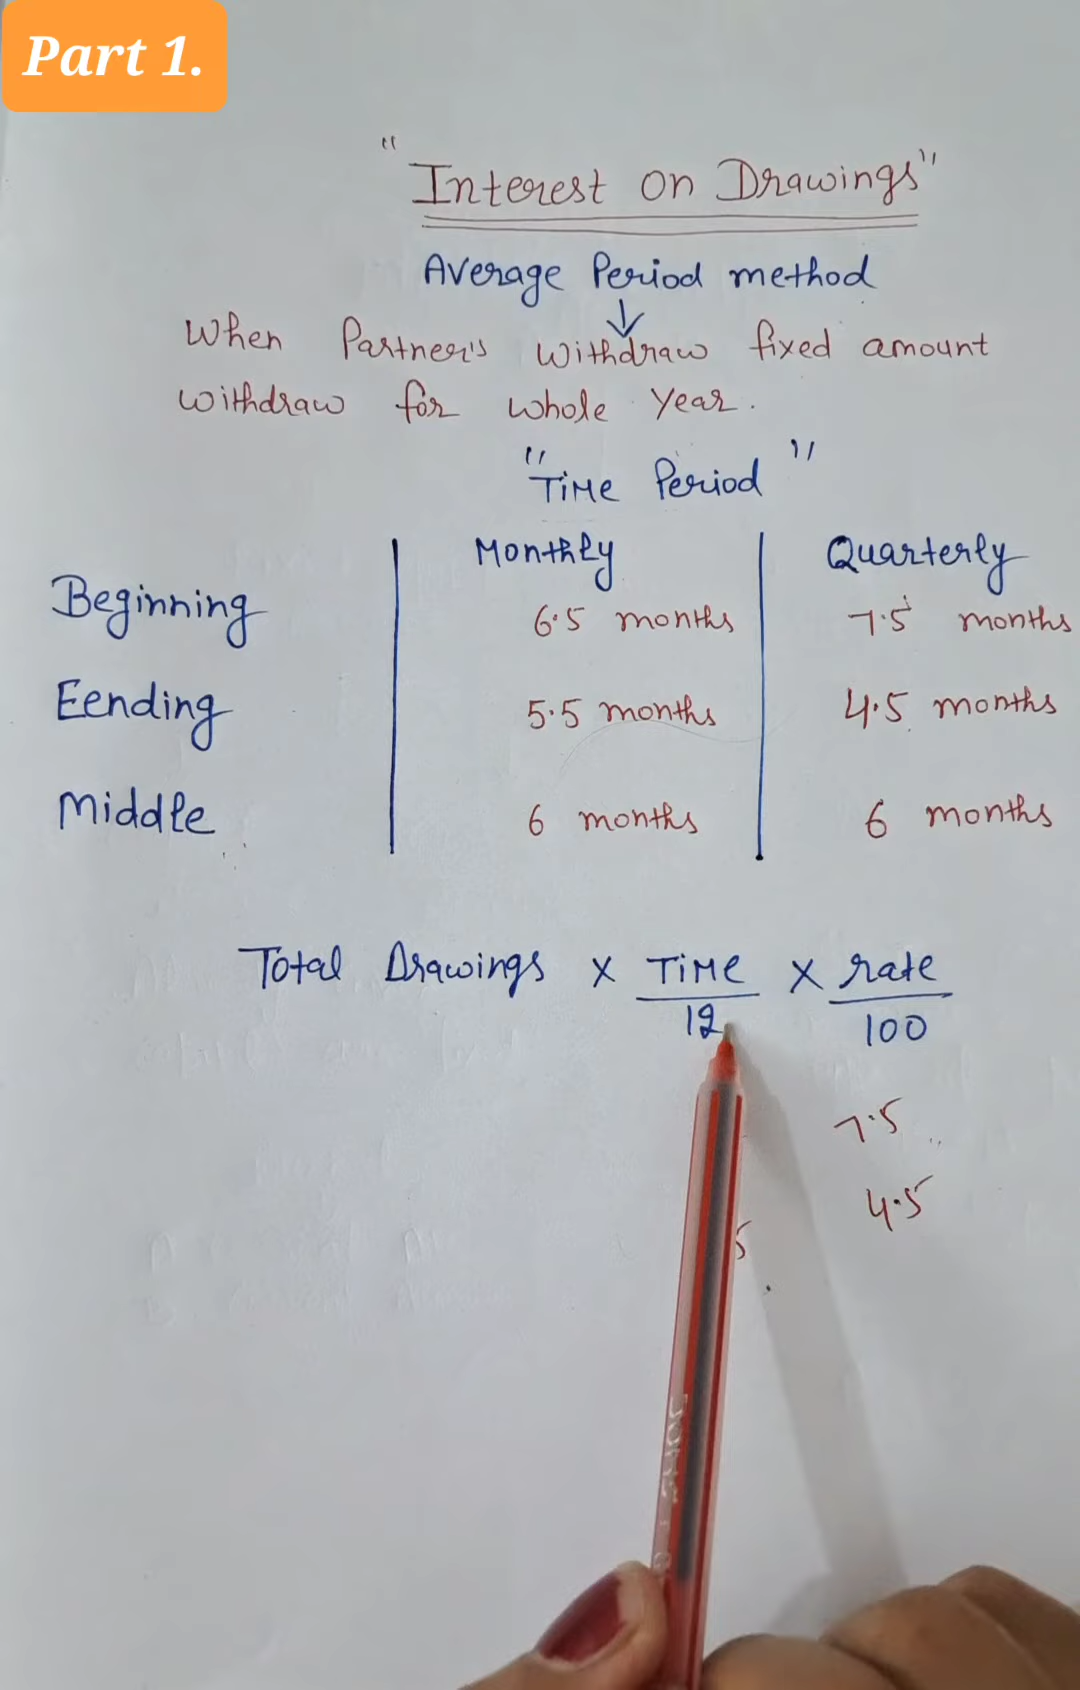 Part 1.
"Interest on Drawings"
Average Period method
↓
When Partner's withdraw fixed amount
withdraw for whole year.
"Time Period"
Monthly Quarterly
Beginning 6.5 months 7.5 months
Eending 5.5 months 4.5 months
Middle 6 months 6 months
Total Drawings x Time x rate
12 100
7.5
4.5
5